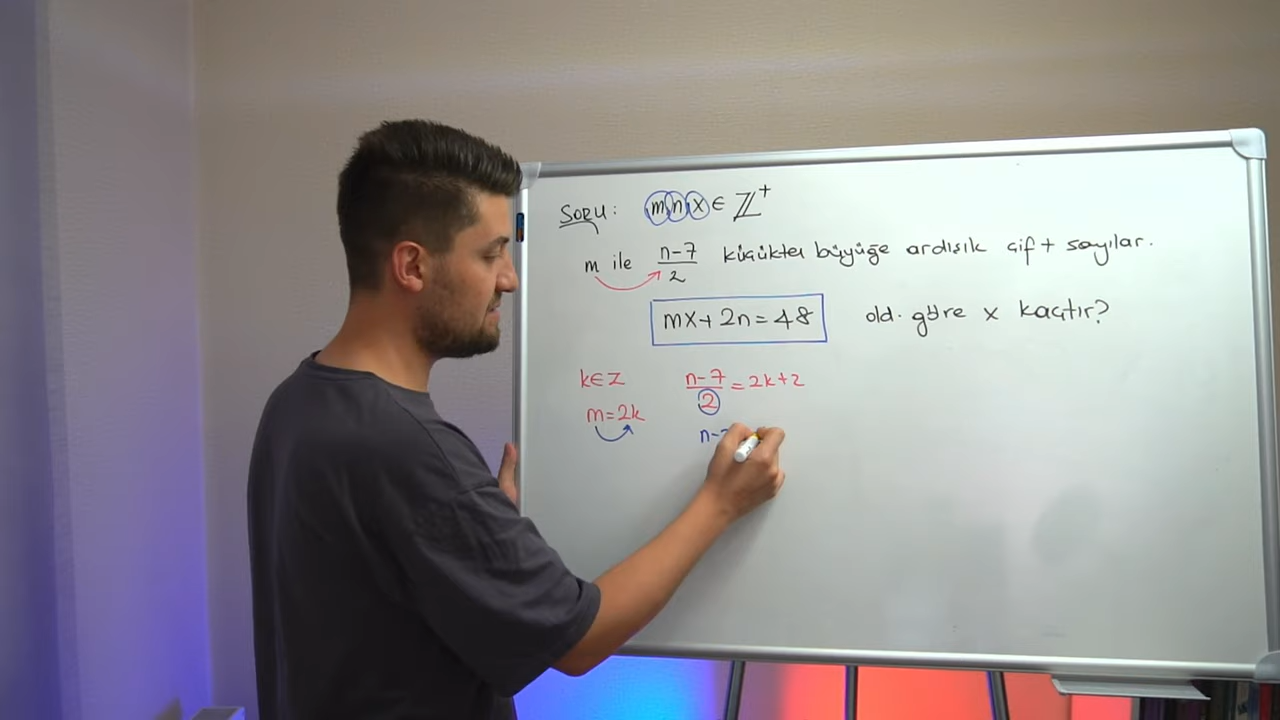 SORU: m,n,x ∈ ℤ⁺
m ile n-7/2 küçükten büyüğe ardışık çift sayılar.
mx+2n=48 old. göre x kaçtır?
k∈Z n-7/2 = 2k+2
m=2k n-7